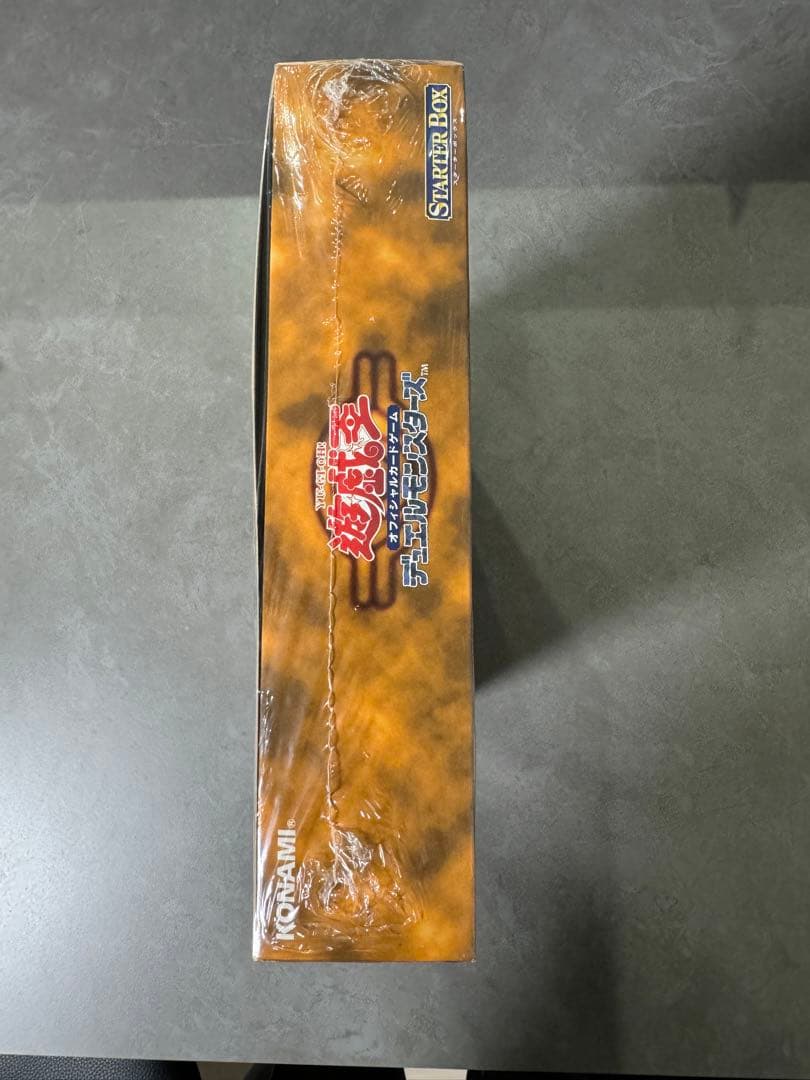 STARTER BOX
スターターボックス
YU-GI-OH!
遊戯王
オフィシャルカードゲーム
デュエルモンスターズ™
KONAMI®